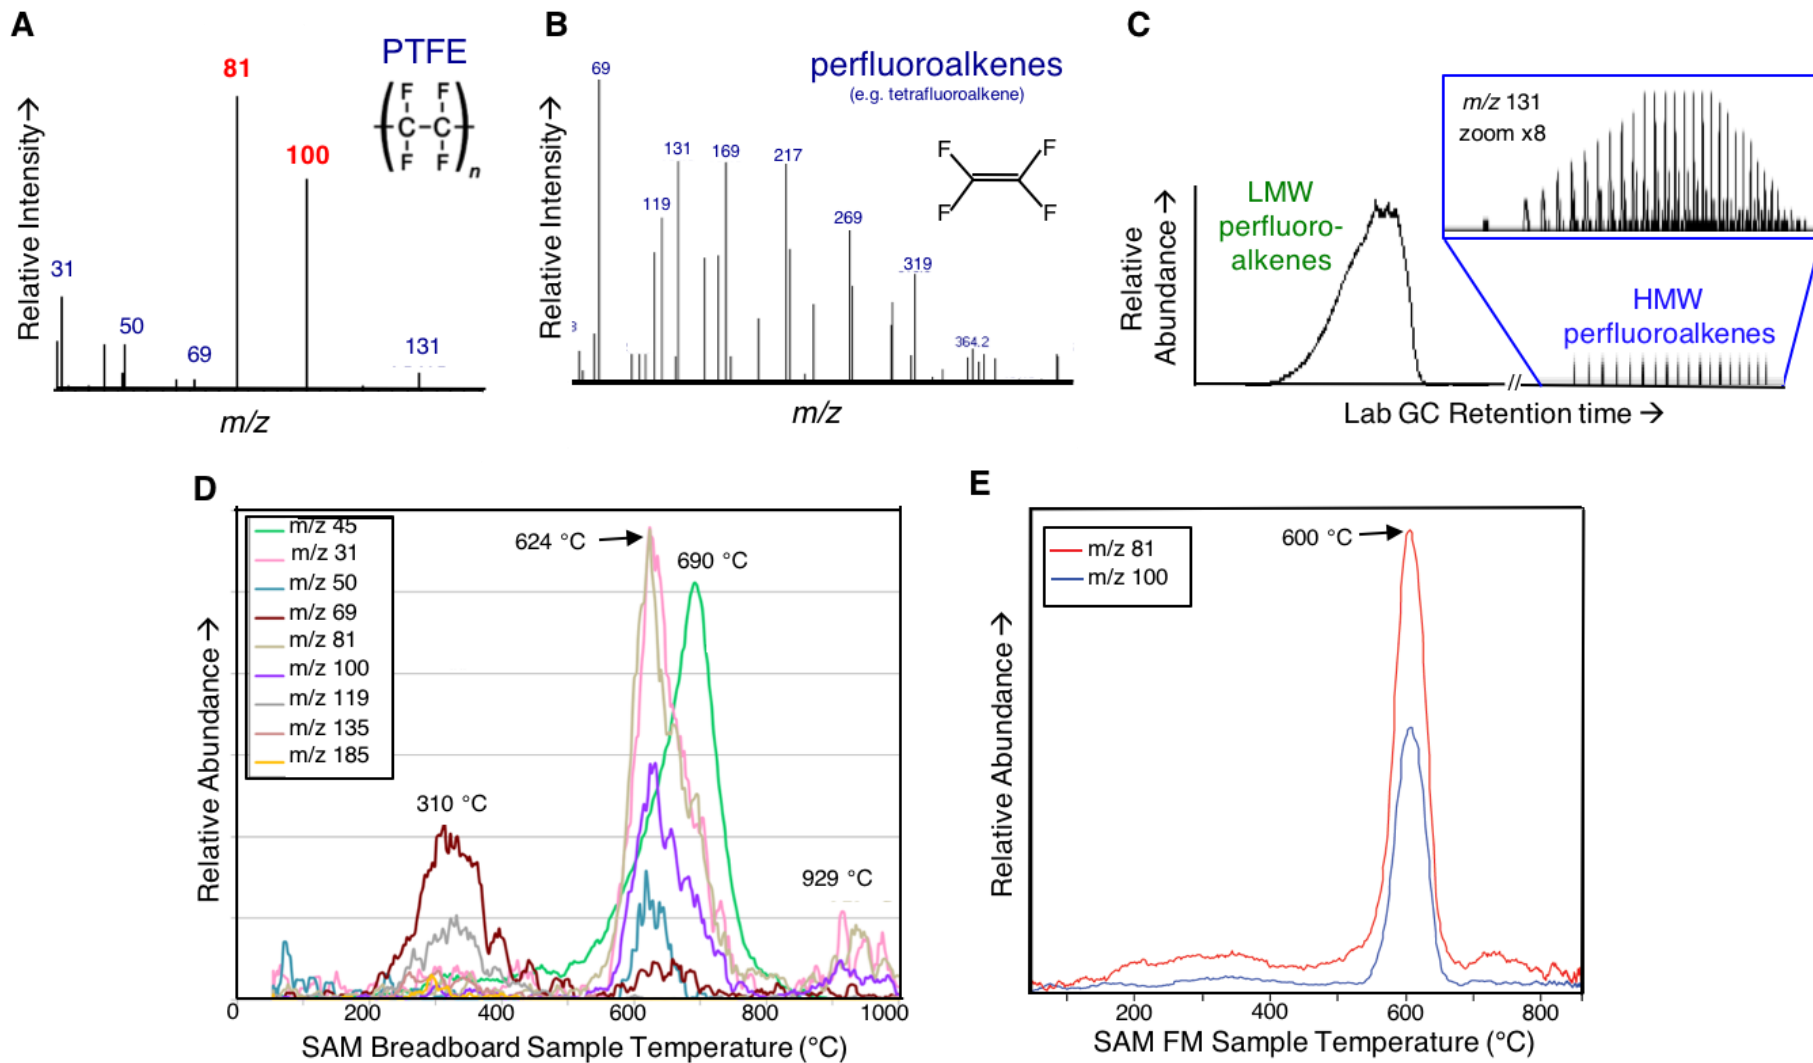 A
PTFE
81
100
31
50
69
131
F F
C–C
F F
n
Relative Intensity→
m/z
B
perfluoroalkenes
(e.g. tetrafluoroalkene)
69
131
169
217
119
269
319
364.2
F F
F F
Relative Intensity→
m/z
C
m/z 131
zoom x8
LMW
perfluoro-
alkenes
HMW
perfluoroalkenes
Relative
Abundance →
//
Lab GC Retention time →
D
m/z 45
m/z 31
m/z 50
m/z 69
m/z 81
m/z 100
m/z 119
m/z 135
m/z 185
624 °C
690 °C
310 °C
929 °C
Relative Abundance →
0 200 400 600 800 1000
SAM Breadboard Sample Temperature (°C)
E
m/z 81
m/z 100
600 °C
Relative Abundance →
200 400 600 800
SAM FM Sample Temperature (°C)